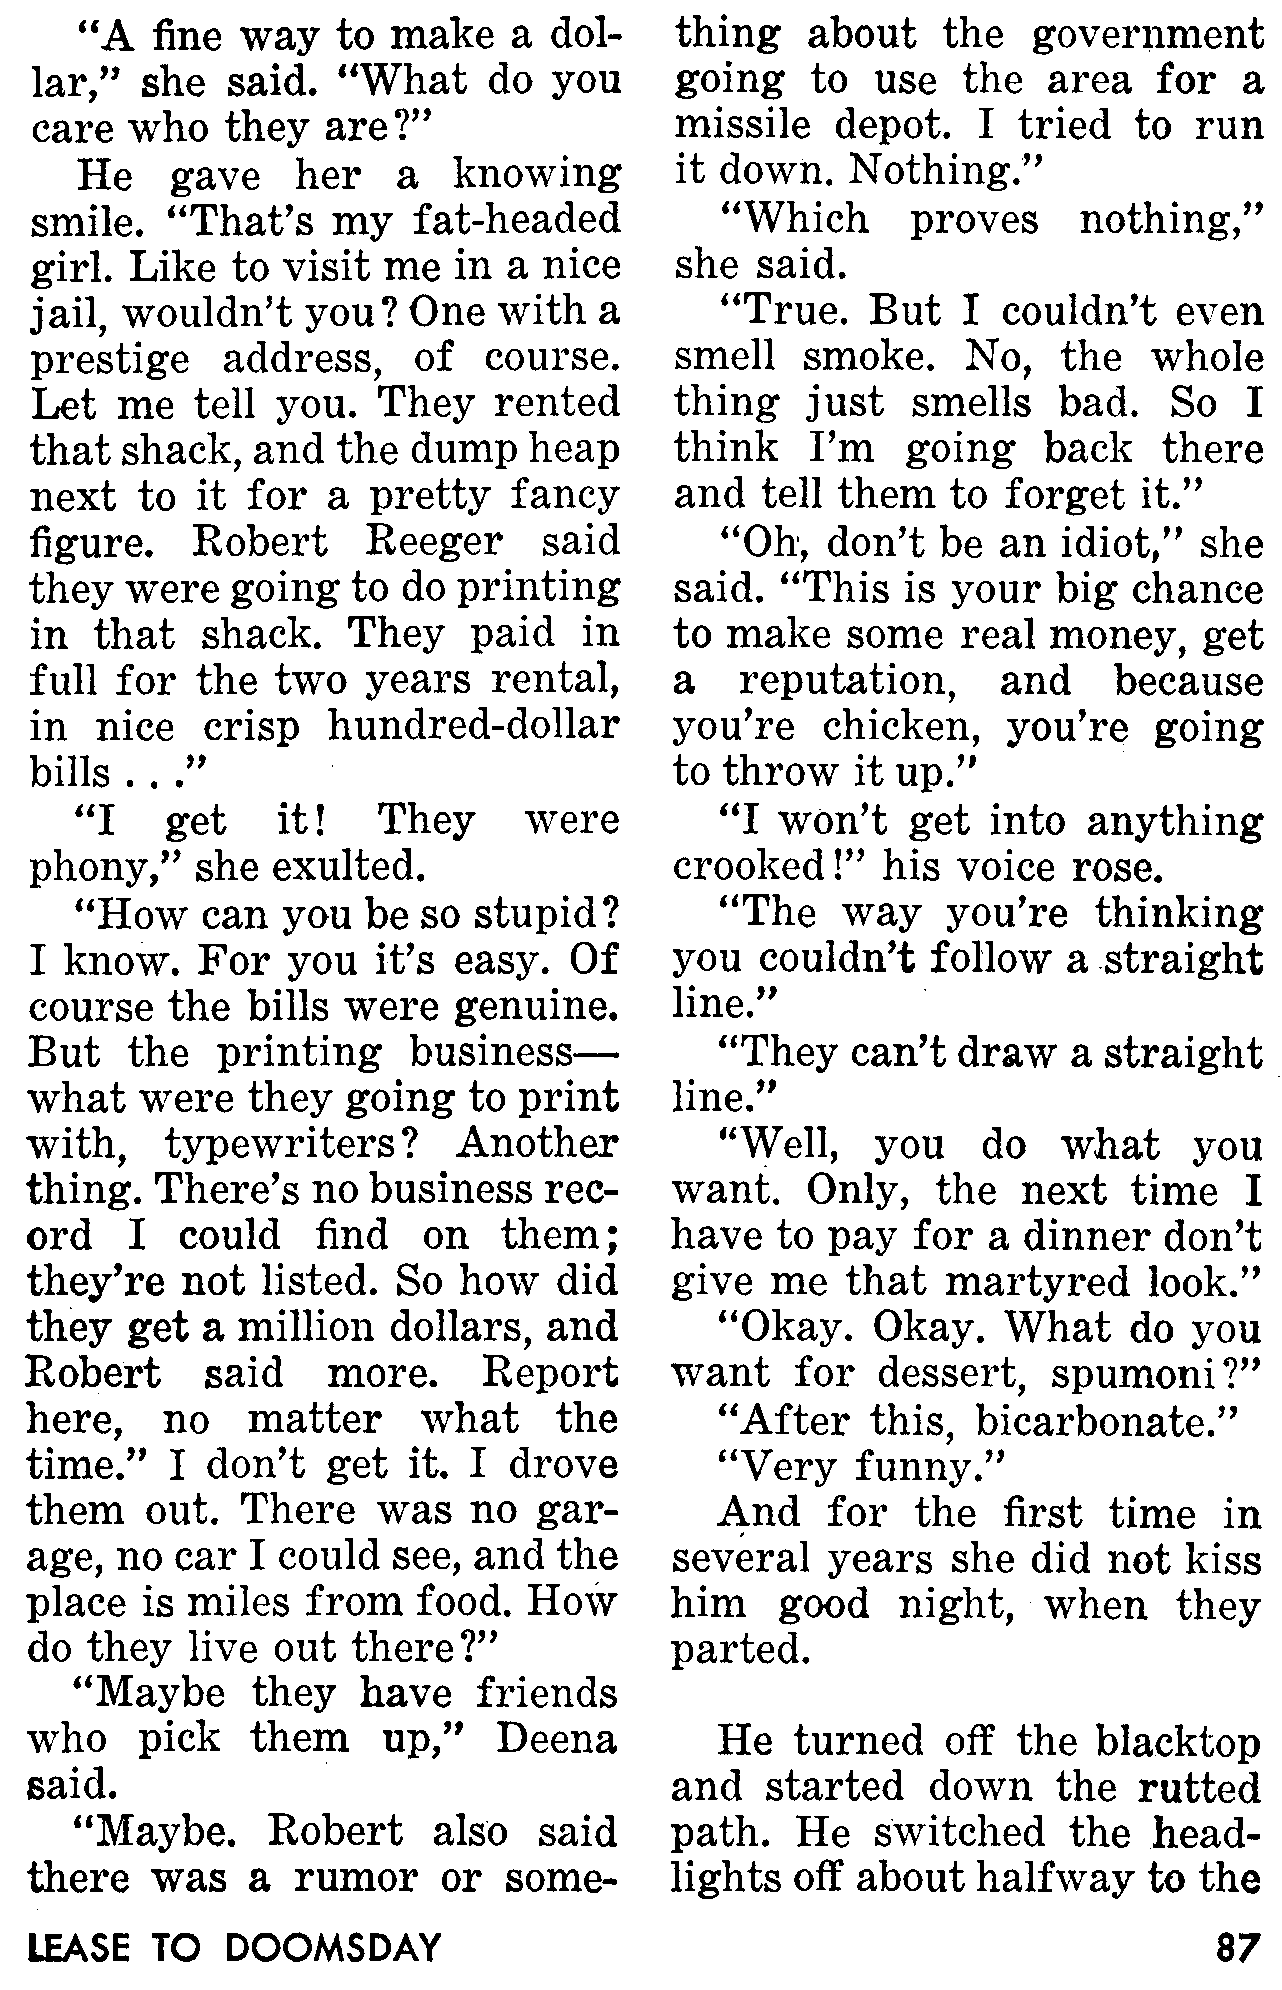 “A fine way to make a dol-
lar,” she said. “What do you
care who they are?”
He gave her a knowing
smile. “That’s my fat-headed
girl. Like to visit me in a nice
jail, wouldn’t you? One with a
prestige address, of course.
Let me tell you. They rented
that shack, and the dump heap
next to it for a pretty fancy
figure. Robert Reeger said
they were going to do printing
in that shack. They paid in
full for the two years rental,
in nice crisp hundred-dollar
bills . . .”
“I get it! They were
phony,” she exulted.
“How can you be so stupid?
I know. For you it’s easy. Of
course the bills were genuine.
But the printing business—
what were they going to print
with, typewriters? Another
thing. There’s no business rec-
ord I could find on them;
they’re not listed. So how did
they get a million dollars, and
Robert said more. Report
here, no matter what the
time.” I don’t get it. I drove
them out. There was no gar-
age, no car I could see, and the
place is miles from food. How
do they live out there?”
“Maybe they have friends
who pick them up,” Deena
said.
“Maybe. Robert also said
there was a rumor or some-
thing about the government
going to use the area for a
missile depot. I tried to run
it down. Nothing.”
“Which proves nothing,”
she said.
“True. But I couldn’t even
smell smoke. No, the whole
thing just smells bad. So I
think I’m going back there
and tell them to forget it.”
“Oh, don’t be an idiot,” she
said. “This is your big chance
to make some real money, get
a reputation, and because
you’re chicken, you’re going
to throw it up.”
“I won’t get into anything
crooked!” his voice rose.
“The way you’re thinking
you couldn’t follow a straight
line.”
“They can’t draw a straight
line.”
“Well, you do what you
want. Only, the next time I
have to pay for a dinner don’t
give me that martyred look.”
“Okay. Okay. What do you
want for dessert, spumoni?”
“After this, bicarbonate.”
“Very funny.”
And for the first time in
several years she did not kiss
him good night, when they
parted.
He turned off the blacktop
and started down the rutted
path. He switched the head-
lights off about halfway to the
LEASE TO DOOMSDAY 87